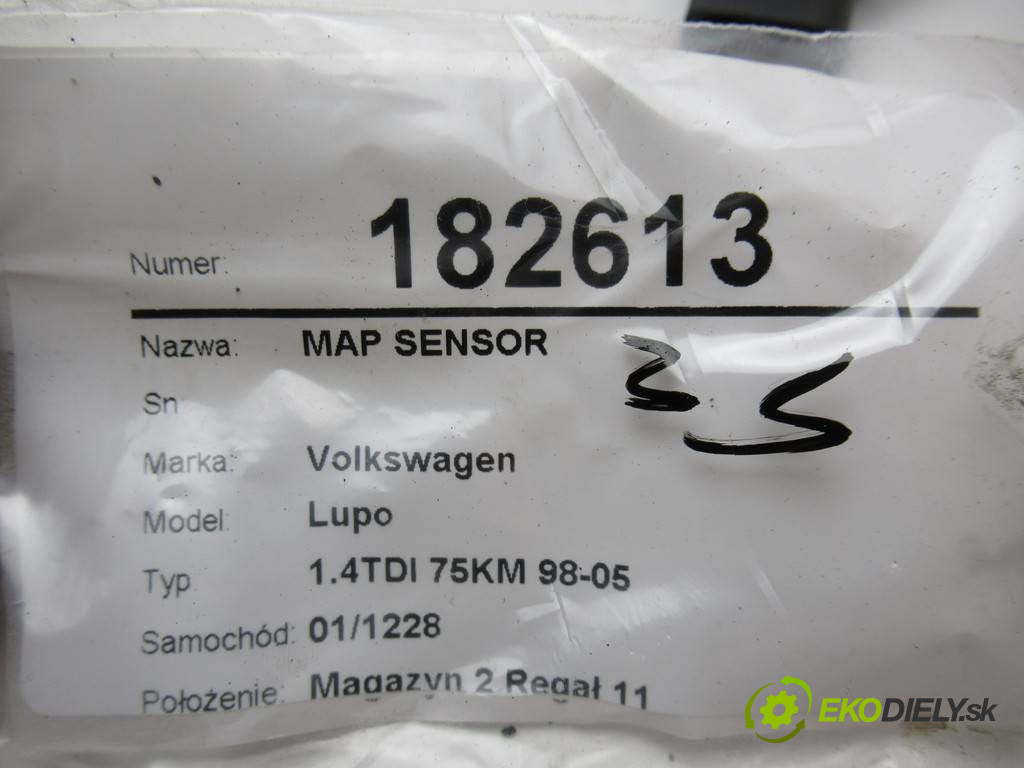 Numer: 182613
Nazwa: MAP SENSOR
35
Sn
Marka: Volkswagen
Model: Lupo
Typ 1.4TDI 75KM 98-05
Samochód: 01/1228
Położenie: Magazyn 2 Regał 11
EKODIELY.sk